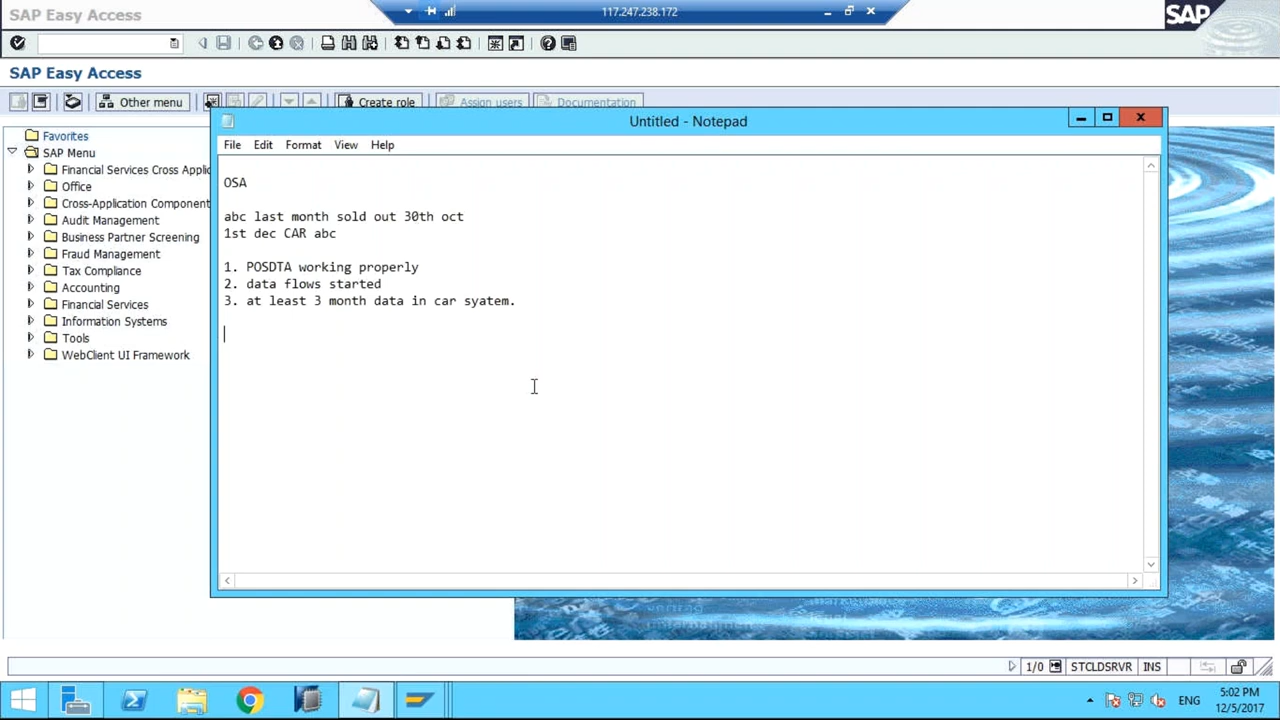 SAP Easy Access
117.247.238.172
SAP
SAP Easy Access
Other menu
Create role
Assign users
Documentation
Untitled - Notepad
File Edit Format View Help
Favorites
SAP Menu
Financial Services Cross Applic
Office
Cross-Application Component
Audit Management
Business Partner Screening
Fraud Management
Tax Compliance
Accounting
Financial Services
Information Systems
Tools
WebClient UI Framework
OSA
abc last month sold out 30th oct
1st dec CAR abc
1. POSDTA working properly
2. data flows started
3. at least 3 month data in car syatem.
1/0 STCLDSRVR INS
ENG
5:02 PM
12/5/2017